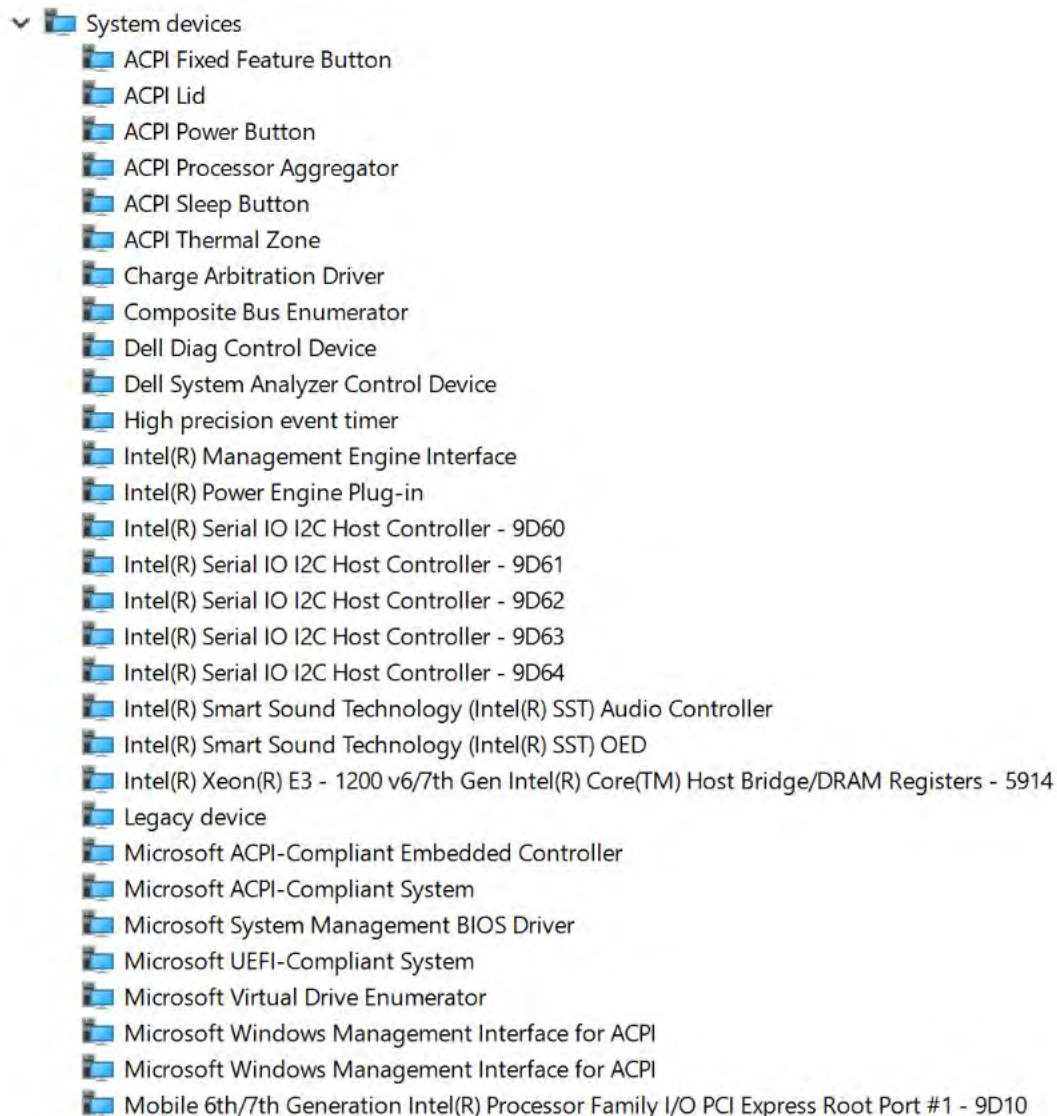 System devices
ACPI Fixed Feature Button
ACPI Lid
ACPI Power Button
ACPI Processor Aggregator
ACPI Sleep Button
ACPI Thermal Zone
Charge Arbitration Driver
Composite Bus Enumerator
Dell Diag Control Device
Dell System Analyzer Control Device
High precision event timer
Intel(R) Management Engine Interface
Intel(R) Power Engine Plug-in
Intel(R) Serial IO I2C Host Controller - 9D60
Intel(R) Serial IO I2C Host Controller - 9D61
Intel(R) Serial IO I2C Host Controller - 9D62
Intel(R) Serial IO I2C Host Controller - 9D63
Intel(R) Serial IO I2C Host Controller - 9D64
Intel(R) Smart Sound Technology (Intel(R) SST) Audio Controller
Intel(R) Smart Sound Technology (Intel(R) SST) OED
Intel(R) Xeon(R) E3 - 1200 v6/7th Gen Intel(R) Core(TM) Host Bridge/DRAM Registers - 5914
Legacy device
Microsoft ACPI-Compliant Embedded Controller
Microsoft ACPI-Compliant System
Microsoft System Management BIOS Driver
Microsoft UEFI-Compliant System
Microsoft Virtual Drive Enumerator
Microsoft Windows Management Interface for ACPI
Microsoft Windows Management Interface for ACPI
Mobile 6th/7th Generation Intel(R) Processor Family I/O PCI Express Root Port #1 - 9D10